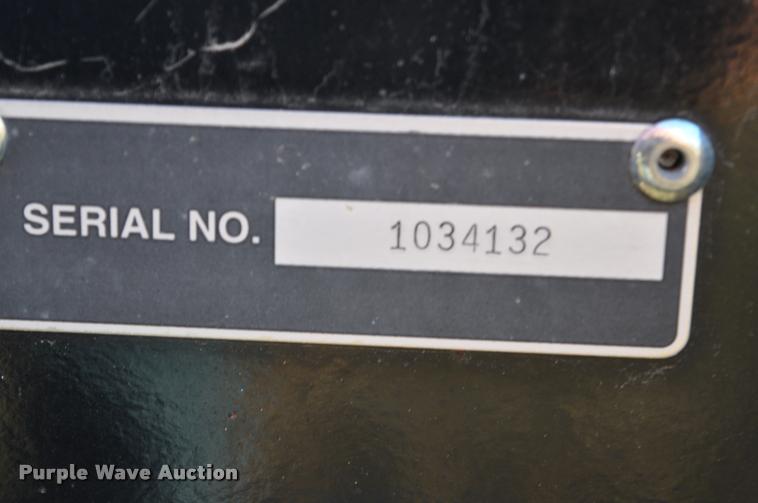 SERIAL NO. 1034132
Purple Wave Auction